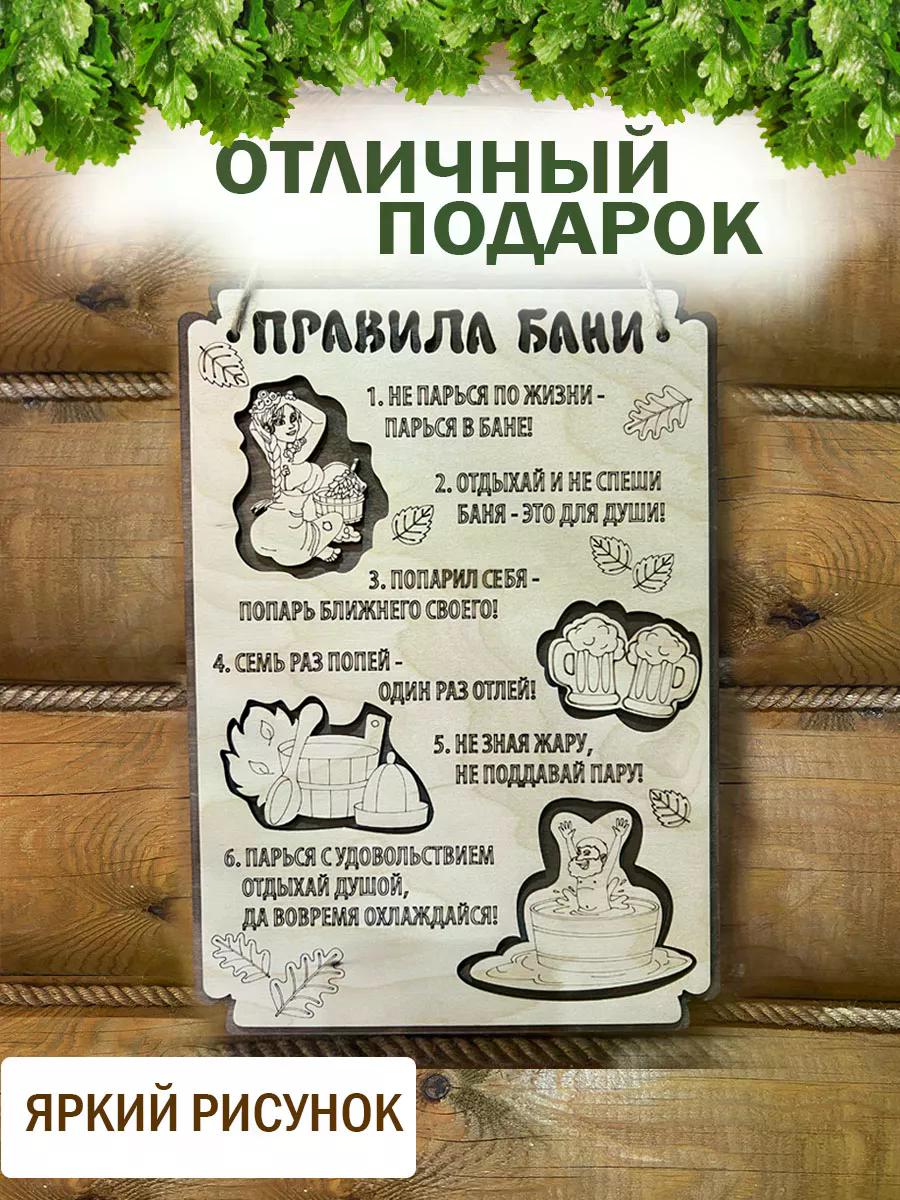 ОТЛИЧНЫЙ
ПОДАРОК
ПРАВИЛА БАНИ
1. НЕ ПАРЬСЯ ПО ЖИЗНИ -
ПАРЬСЯ В БАНЕ!
2. ОТДЫХАЙ И НЕ СПЕШИ
БАНЯ - ЭТО ДЛЯ ДУШИ!
3. ПОПАРИЛ СЕБЯ -
ПОПАРЬ БЛИЖНЕГО СВОЕГО!
4. СЕМЬ РАЗ ПОПЕЙ -
ОДИН РАЗ ОТЛЕЙ!
5. НЕ ЗНАЯ ЖАРУ,
НЕ ПОДДАВАЙ ПАРУ!
6. ПАРЬСЯ С УДОВОЛЬСТВИЕМ
ОТДЫХАЙ ДУШОЙ,
ДА ВОВРЕМЯ ОХЛАЖДАЙСЯ!
ЯРКИЙ РИСУНОК